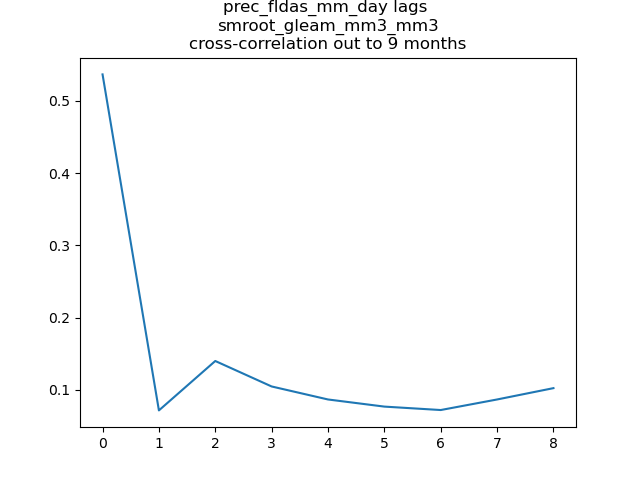 prec_fldas_mm_day lags
smroot_gleam_mm3_mm3
cross-correlation out to 9 months
0.5
0.4
0.3
0.2
0.1
0 1 2 3 4 5 6 7 8